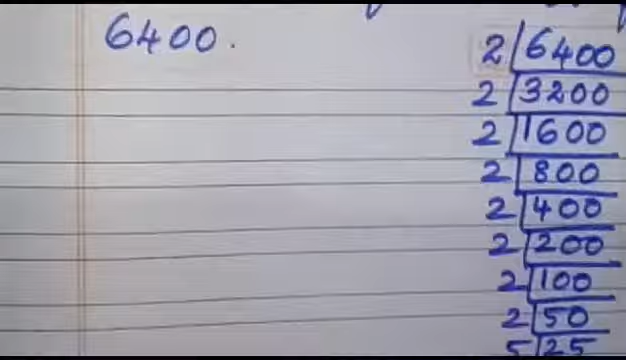 6400.
2 | 6400
2 | 3200
2 | 1600
2 | 800
2 | 400
2 | 200
2 | 100
2 | 50
5 | 25